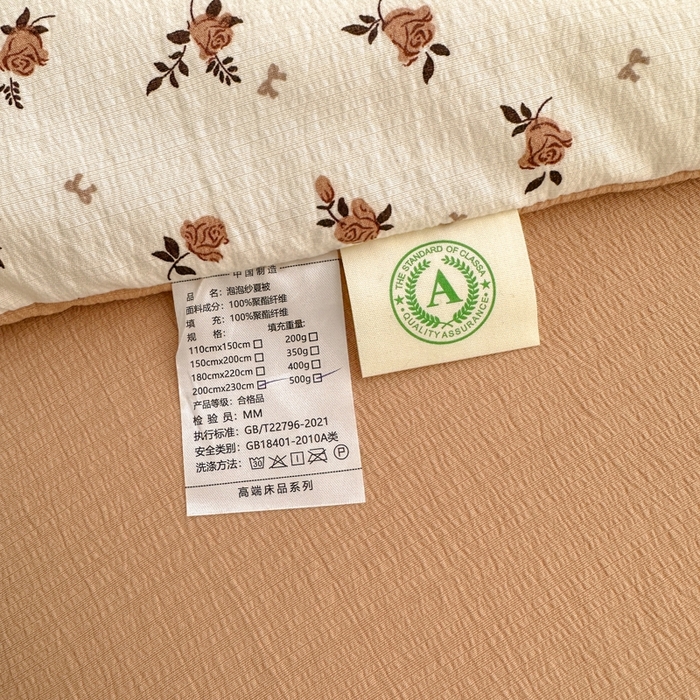 中国制造
品 名：泡泡纱夏被
面料成分：100%聚酯纤维
填 充：100%聚酯纤维
规 格： 填充重量:
110cmx150cm 200g
150cmx200cm 350g
180cmx220cm 400g
200cmx230cm 500g
产品等级：合格品
检 验 员：MM
执行标准：GB/T22796-2021
安全类别：GB18401-2010A类
洗涤方法： 30 P
高端床品系列
THE STANDARD OF CLASSA
A
QUALITY ASSURANCE